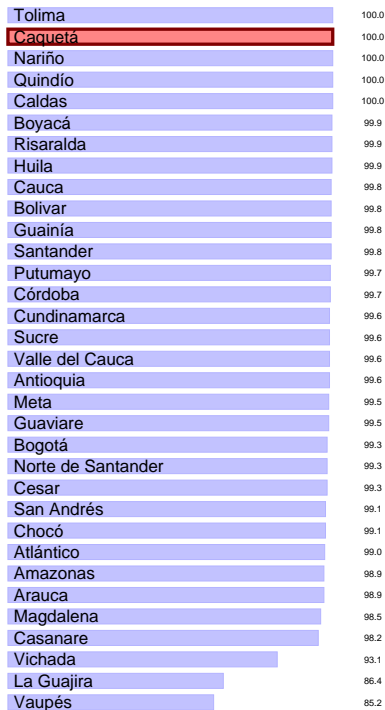 Tolima 100.0
Caquetá 100.0
Nariño 100.0
Quindío 100.0
Caldas 100.0
Boyacá 99.9
Risaralda 99.9
Huila 99.9
Cauca 99.8
Bolivar 99.8
Guainía 99.8
Santander 99.8
Putumayo 99.7
Córdoba 99.7
Cundinamarca 99.6
Sucre 99.6
Valle del Cauca 99.6
Antioquia 99.6
Meta 99.5
Guaviare 99.5
Bogotá 99.3
Norte de Santander 99.3
Cesar 99.3
San Andrés 99.1
Chocó 99.1
Atlántico 99.0
Amazonas 98.9
Arauca 98.9
Magdalena 98.5
Casanare 98.2
Vichada 93.1
La Guajira 86.4
Vaupés 85.2